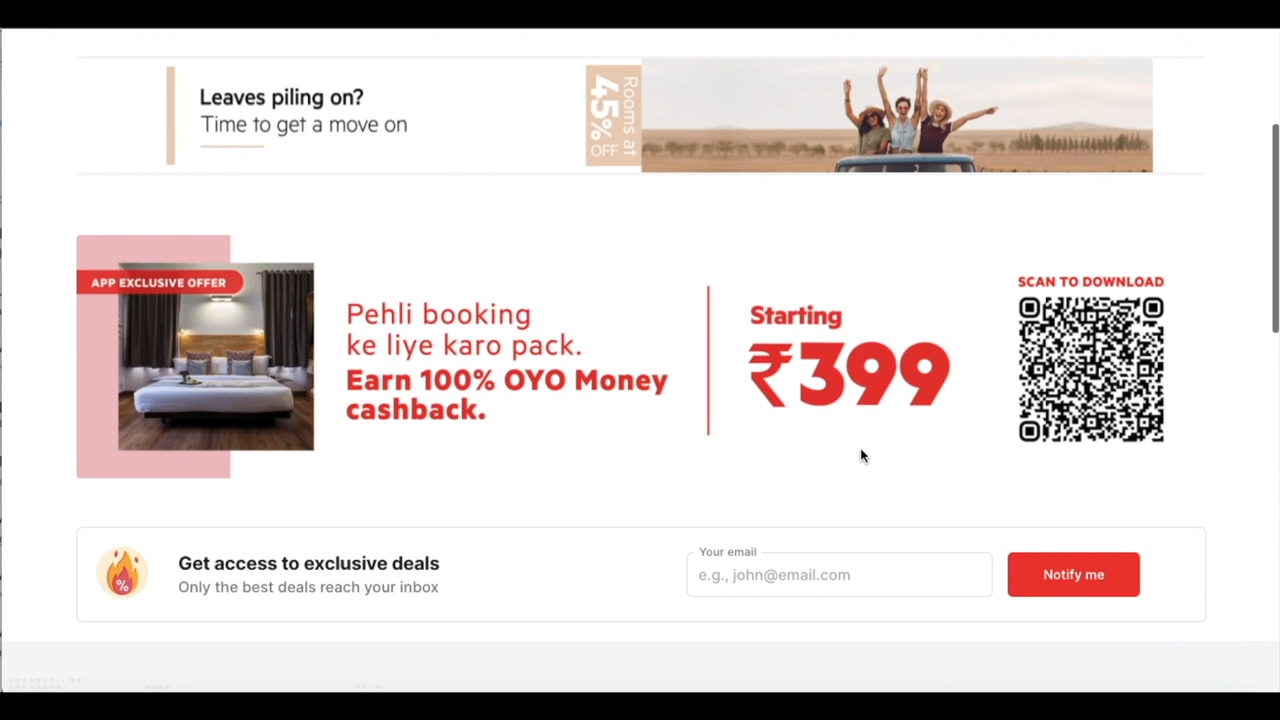 Leaves piling on?
Time to get a move on
Rooms at
45%
OFF
APP EXCLUSIVE OFFER
Pehli booking
ke liye karo pack.
Earn 100% OYO Money
cashback.
Starting
₹399
SCAN TO DOWNLOAD
Get access to exclusive deals
Only the best deals reach your inbox
Your email
e.g., john@email.com
Notify me
%